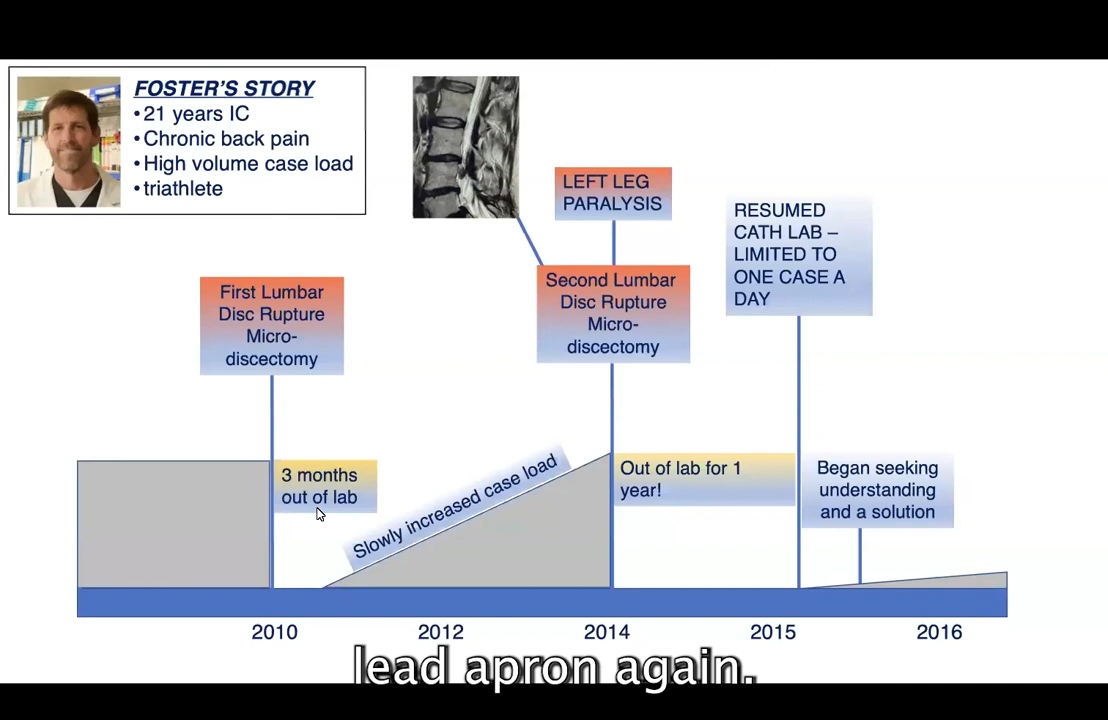 FOSTER'S STORY
•21 years IC
•Chronic back pain
•High volume case load
•triathlete
LEFT LEG
PARALYSIS
RESUMED
CATH LAB –
LIMITED TO
ONE CASE A
DAY
First Lumbar
Disc Rupture
Micro-
discectomy
Second Lumbar
Disc Rupture
Micro-
discectomy
3 months
out of lab
Slowly increased case load
Out of lab for 1
year!
Began seeking
understanding
and a solution
2010
2012
2014
2015
2016
lead apron again.